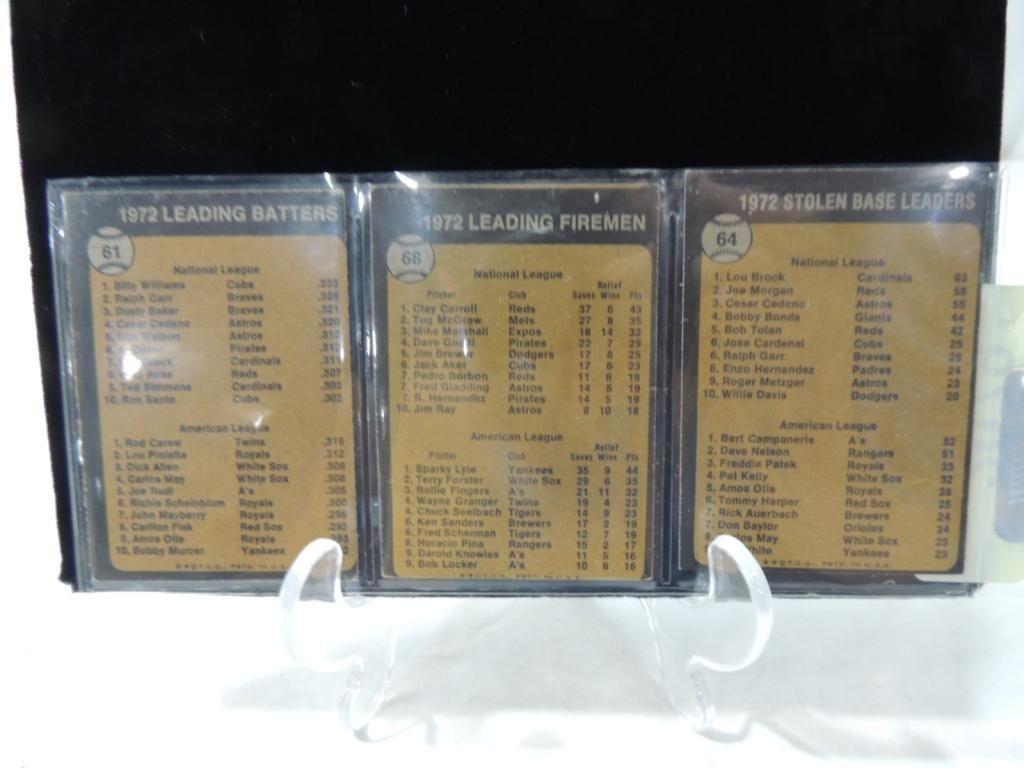 1972 LEADING BATTERS
61
National League
1. Billy Williams Cubs .333
2. Ralph Garr Braves .325
3. Dusty Baker Braves .321
4. Cesar Cedeno Astros .320
5. Watson Astros
Pirates
Cardinals
Rose Reds .307
9. Ted Simmons Cardinals .303
10. Ron Santo Cubs .302
American League
1. Rod Carew Twins .318
2. Lou Piniella Royals .312
3. Dick Allen White Sox .308
4. Carlos May White Sox .308
5. Joe Rudi A's .305
6. Richie Scheinblum Royals .300
7. John Mayberry Royals
8. Carlton Fisk Red Sox .293
9. Amos Otis Royals
10. Bobby Murcer Yankees
T.C.G., PRTD. IN U.S.A.
1972 LEADING FIREMEN
68
National League
Pitcher Club Saves Relief Wins Pts
1. Clay Carroll Reds 37 6 43
2. Tug McGraw Mets 27 8 35
3. Mike Marshall Expos 18 14 32
4. Dave Giusti Pirates 22 7 29
5. Jim Brewer Dodgers 17 8 25
6. Jack Aker Cubs 17 6 23
7. Pedro Borbon Reds 11 8 19
7. Fred Gladding Astros 14 5 19
7. R. Hernandez Pirates 14 5 19
10. Jim Ray Astros 8 10 18
American League
Pitcher Club Saves Relief Wins Pts
1. Sparky Lyle Yankees 35 9 44
2. Terry Forster White Sox 29 6 35
3. Rollie Fingers A's 21 11 32
4. Wayne Granger Twins 19 4 23
4. Chuck Seelbach Tigers 14 9 23
6. Ken Sanders Brewers 17 2 19
6. Fred Scherman Tigers 12 7 19
8. Horacio Pina Rangers 15 2 17
9. Darold Knowles A's 11 5 16
9. Bob Locker A's 10 6 16
T.C.G., PRTD. IN U.S.A.
1972 STOLEN BASE LEADERS
64
National League
1. Lou Brock Cardinals 63
2. Joe Morgan Reds 58
3. Cesar Cedeno Astros 55
4. Bobby Bonds Giants 44
5. Bob Tolan Reds 42
6. Jose Cardenal Cubs 25
6. Ralph Garr Braves 25
8. Enzo Hernandez Padres 24
9. Roger Metzger Astros 23
10. Willie Davis Dodgers 20
American League
1. Bert Campaneris A's 52
2. Dave Nelson Rangers 51
3. Freddie Patek Royals 33
4. Pat Kelly White Sox 32
5. Amos Otis Royals 28
6. Tommy Harper Red Sox 25
7. Rick Auerbach Brewers 24
7. Don Baylor Orioles 24
9. May White Sox 23
White Yankees 23
T.C.G., PRTD. IN U.S.A.